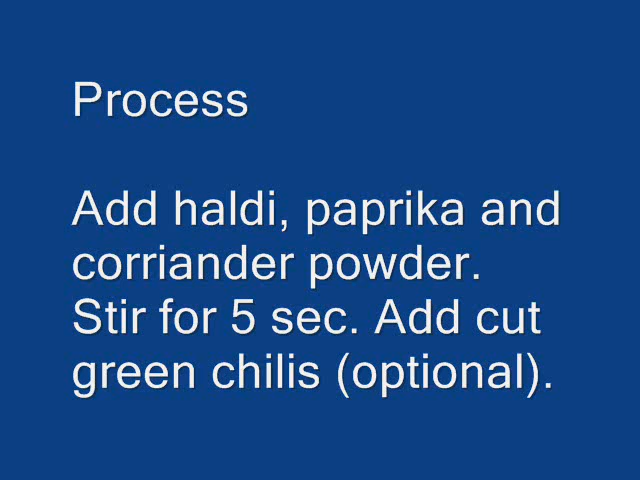 Process
Add haldi, paprika and
corriander powder.
Stir for 5 sec. Add cut
green chilis (optional).